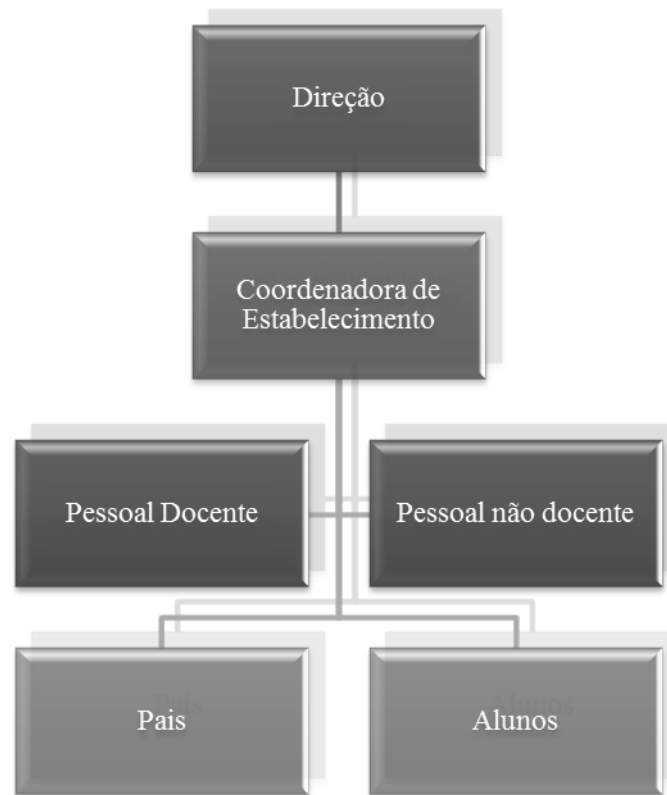 Direção
Coordenadora de
Estabelecimento
Pessoal Docente
Pessoal não docente
Pais
Alunos